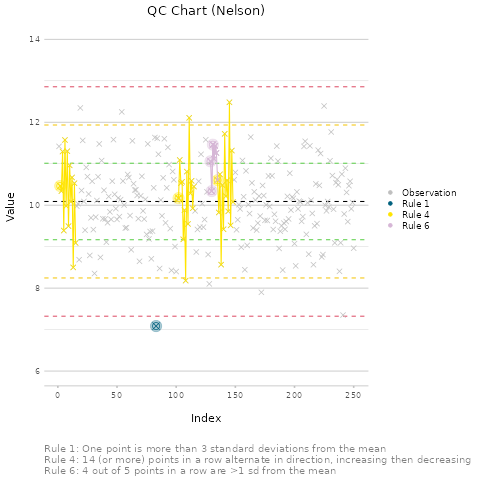 QC Chart (Nelson)
14
12
10
8
6
Value
0
50
100
150
200
250
Index
Observation
Rule 1
Rule 4
Rule 6
Rule 1: One point is more than 3 standard deviations from the mean
Rule 4: 14 (or more) points in a row alternate in direction, increasing then decreasing
Rule 6: 4 out of 5 points in a row are >1 sd from the mean